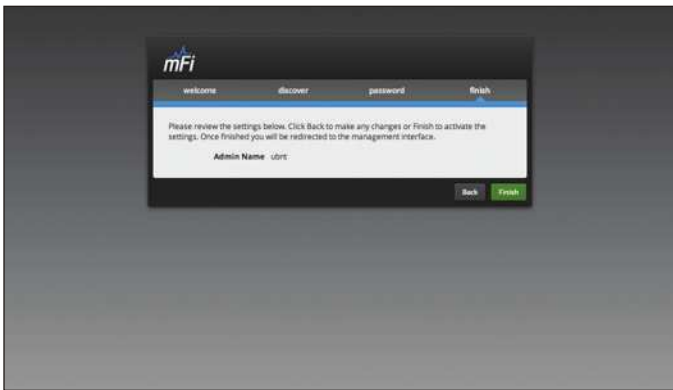 mFi
welcome discover password finish
Please review the settings below. Click Back to make any changes or Finish to activate the
settings. Once finished you will be redirected to the management interface.
Admin Name ubnt
Back Finish